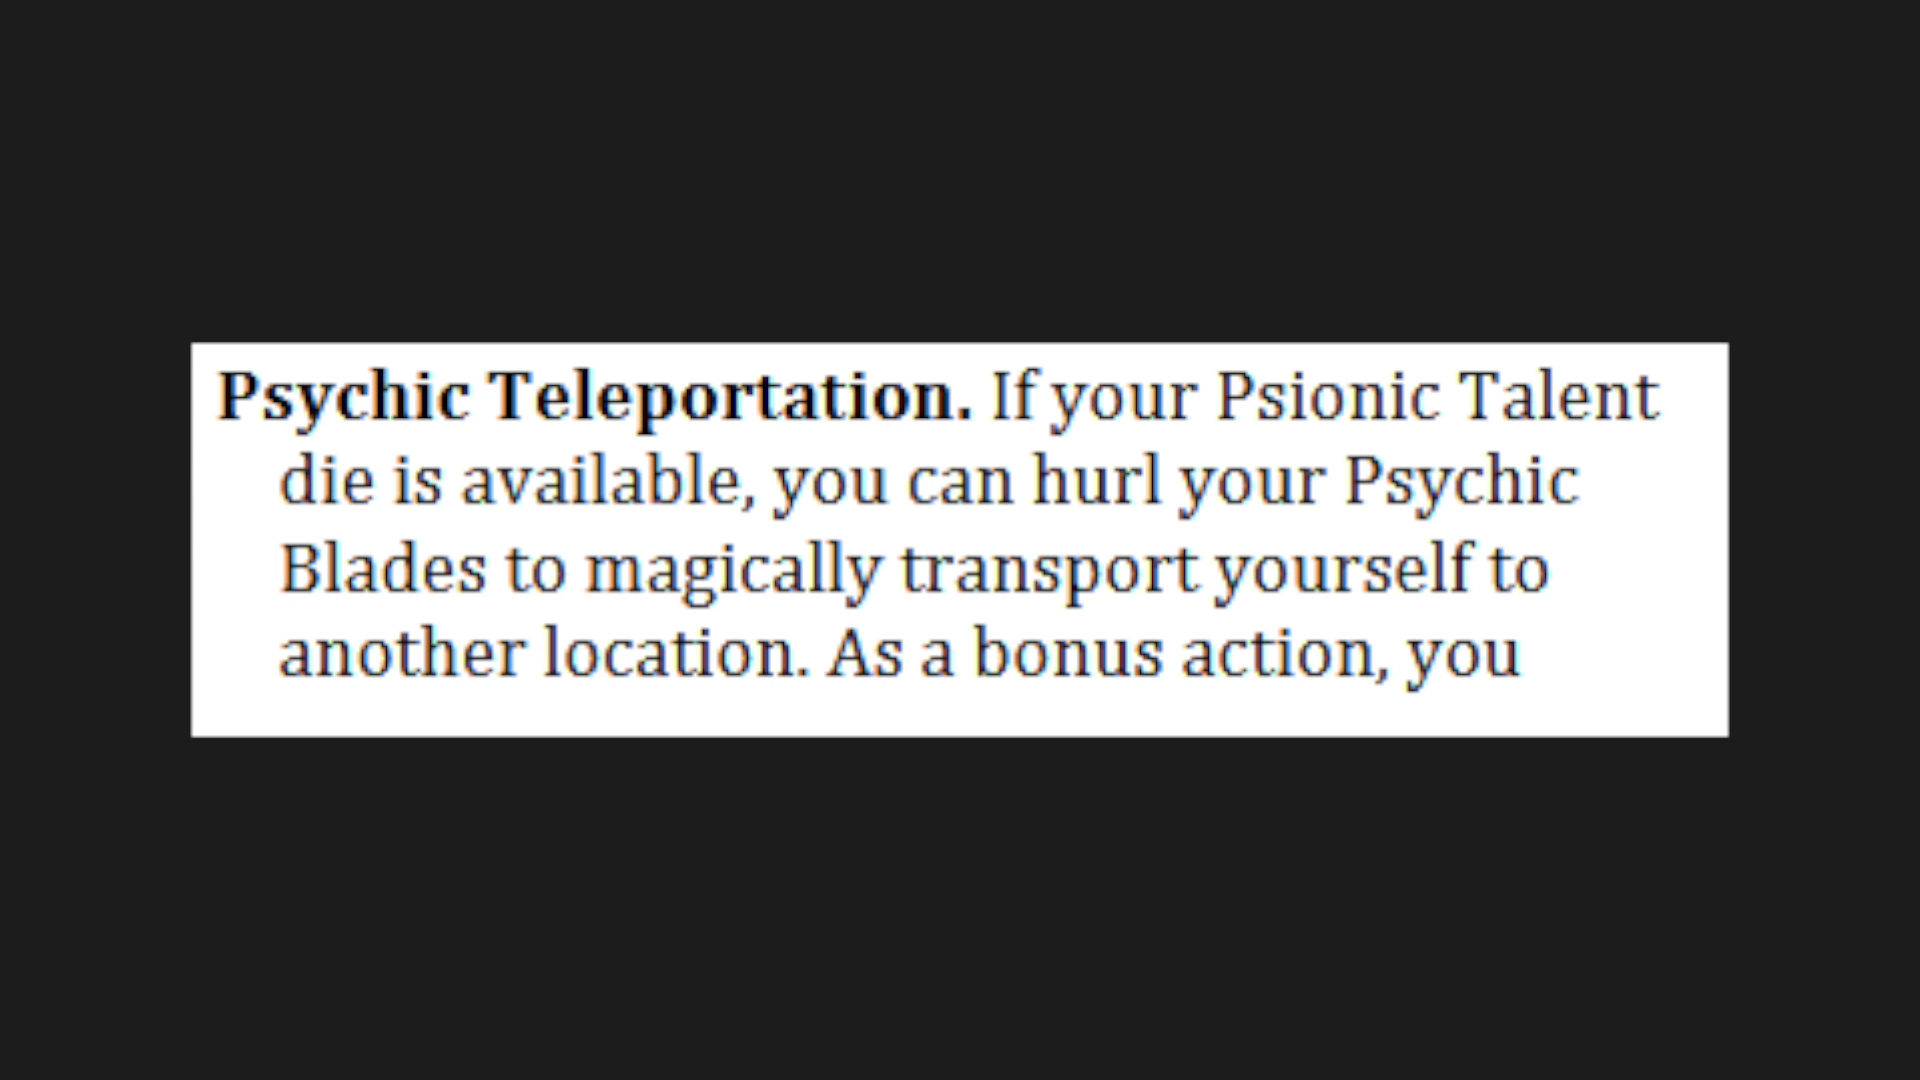 Psychic Teleportation. If your Psionic Talent
die is available, you can hurl your Psychic
Blades to magically transport yourself to
another location. As a bonus action, you